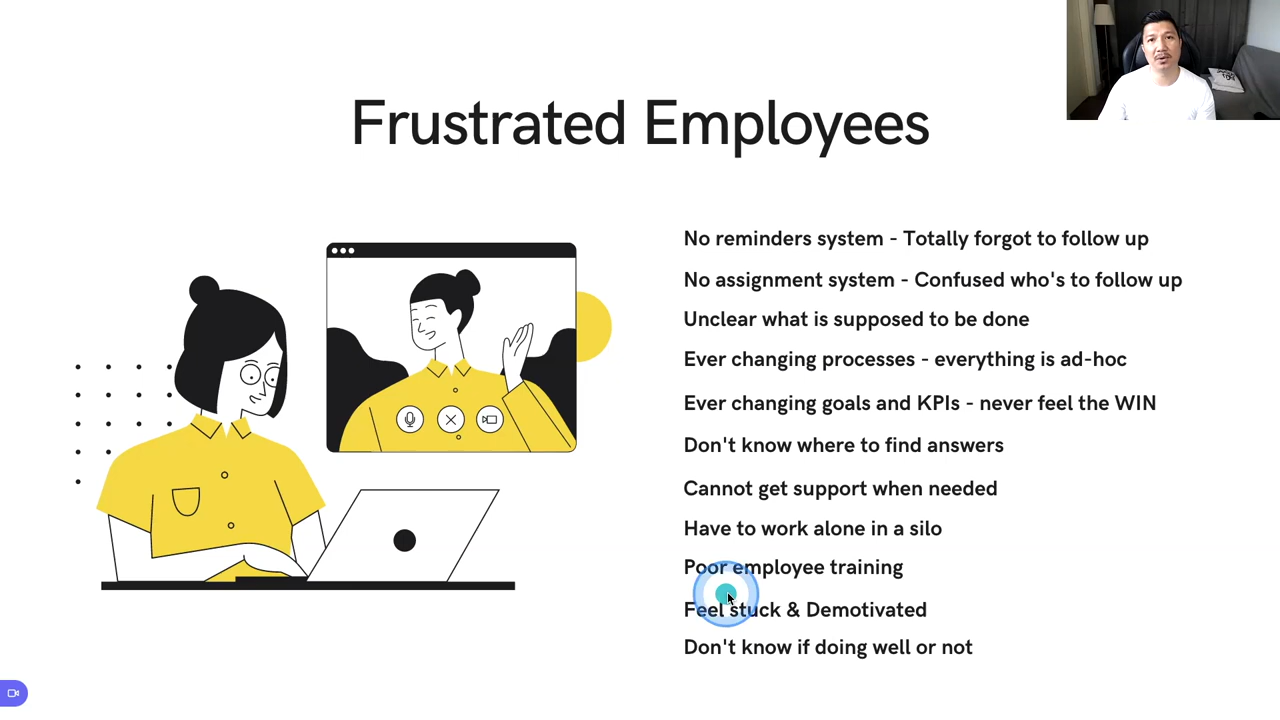 Frustrated Employees
No reminders system - Totally forgot to follow up
No assignment system - Confused who's to follow up
Unclear what is supposed to be done
Ever changing processes - everything is ad-hoc
Ever changing goals and KPIs - never feel the WIN
Don't know where to find answers
Cannot get support when needed
Have to work alone in a silo
Poor employee training
Feel stuck & Demotivated
Don't know if doing well or not